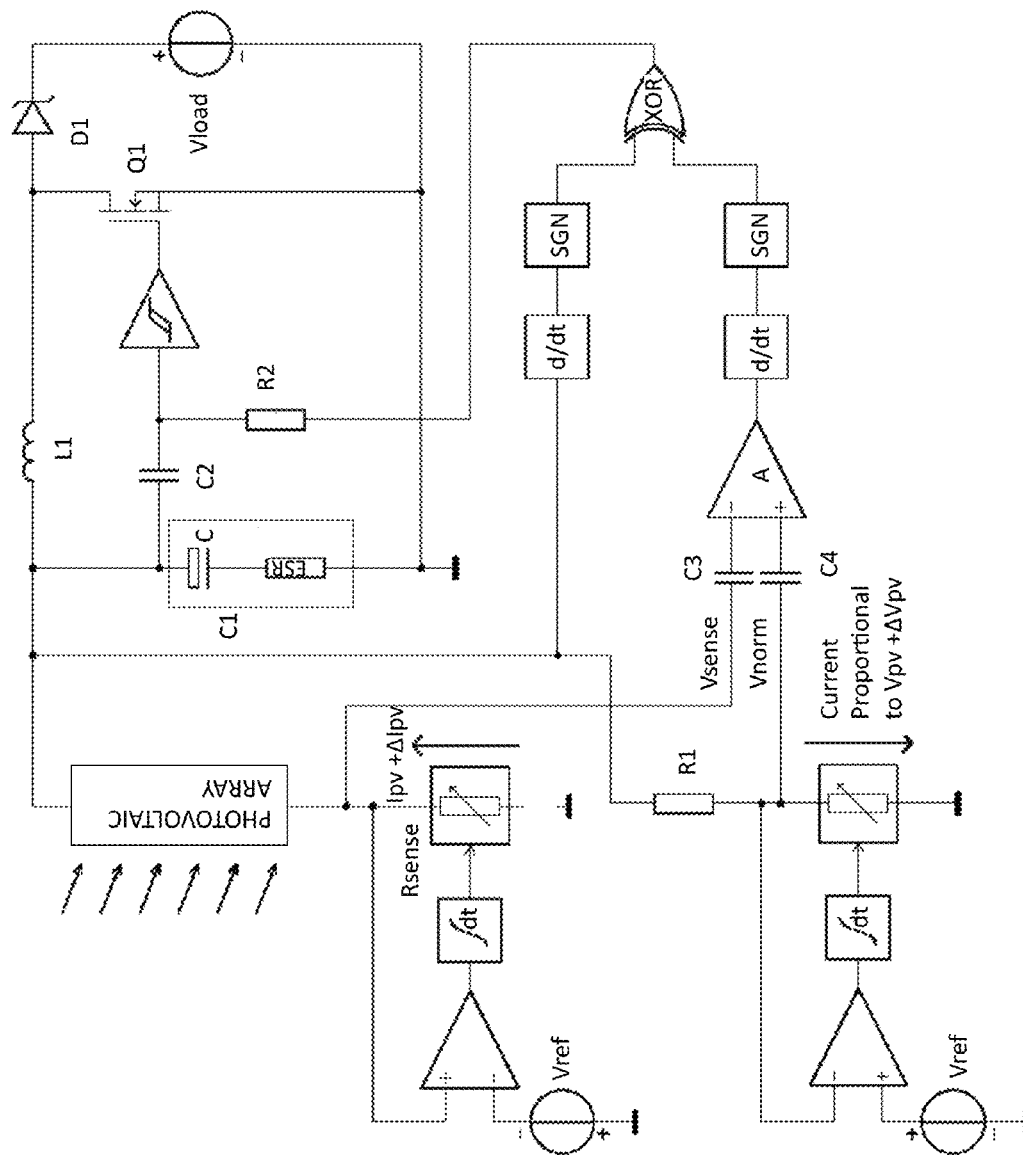 D1
+
-
Vload
Q1
L1
C2
R2
C
ESR
C1
XOR
SGN
SGN
d/dt
d/dt
A
-
+
C3
C4
Vsense
Vnorm
Current
Proportional
to Vpv +ΔVpv
PHOTOVOLTAIC
ARRAY
Ipv +ΔIpv
Rsense
R1
∫dt
∫dt
+
-
-
+
Vref
-
+
Vref
+
-